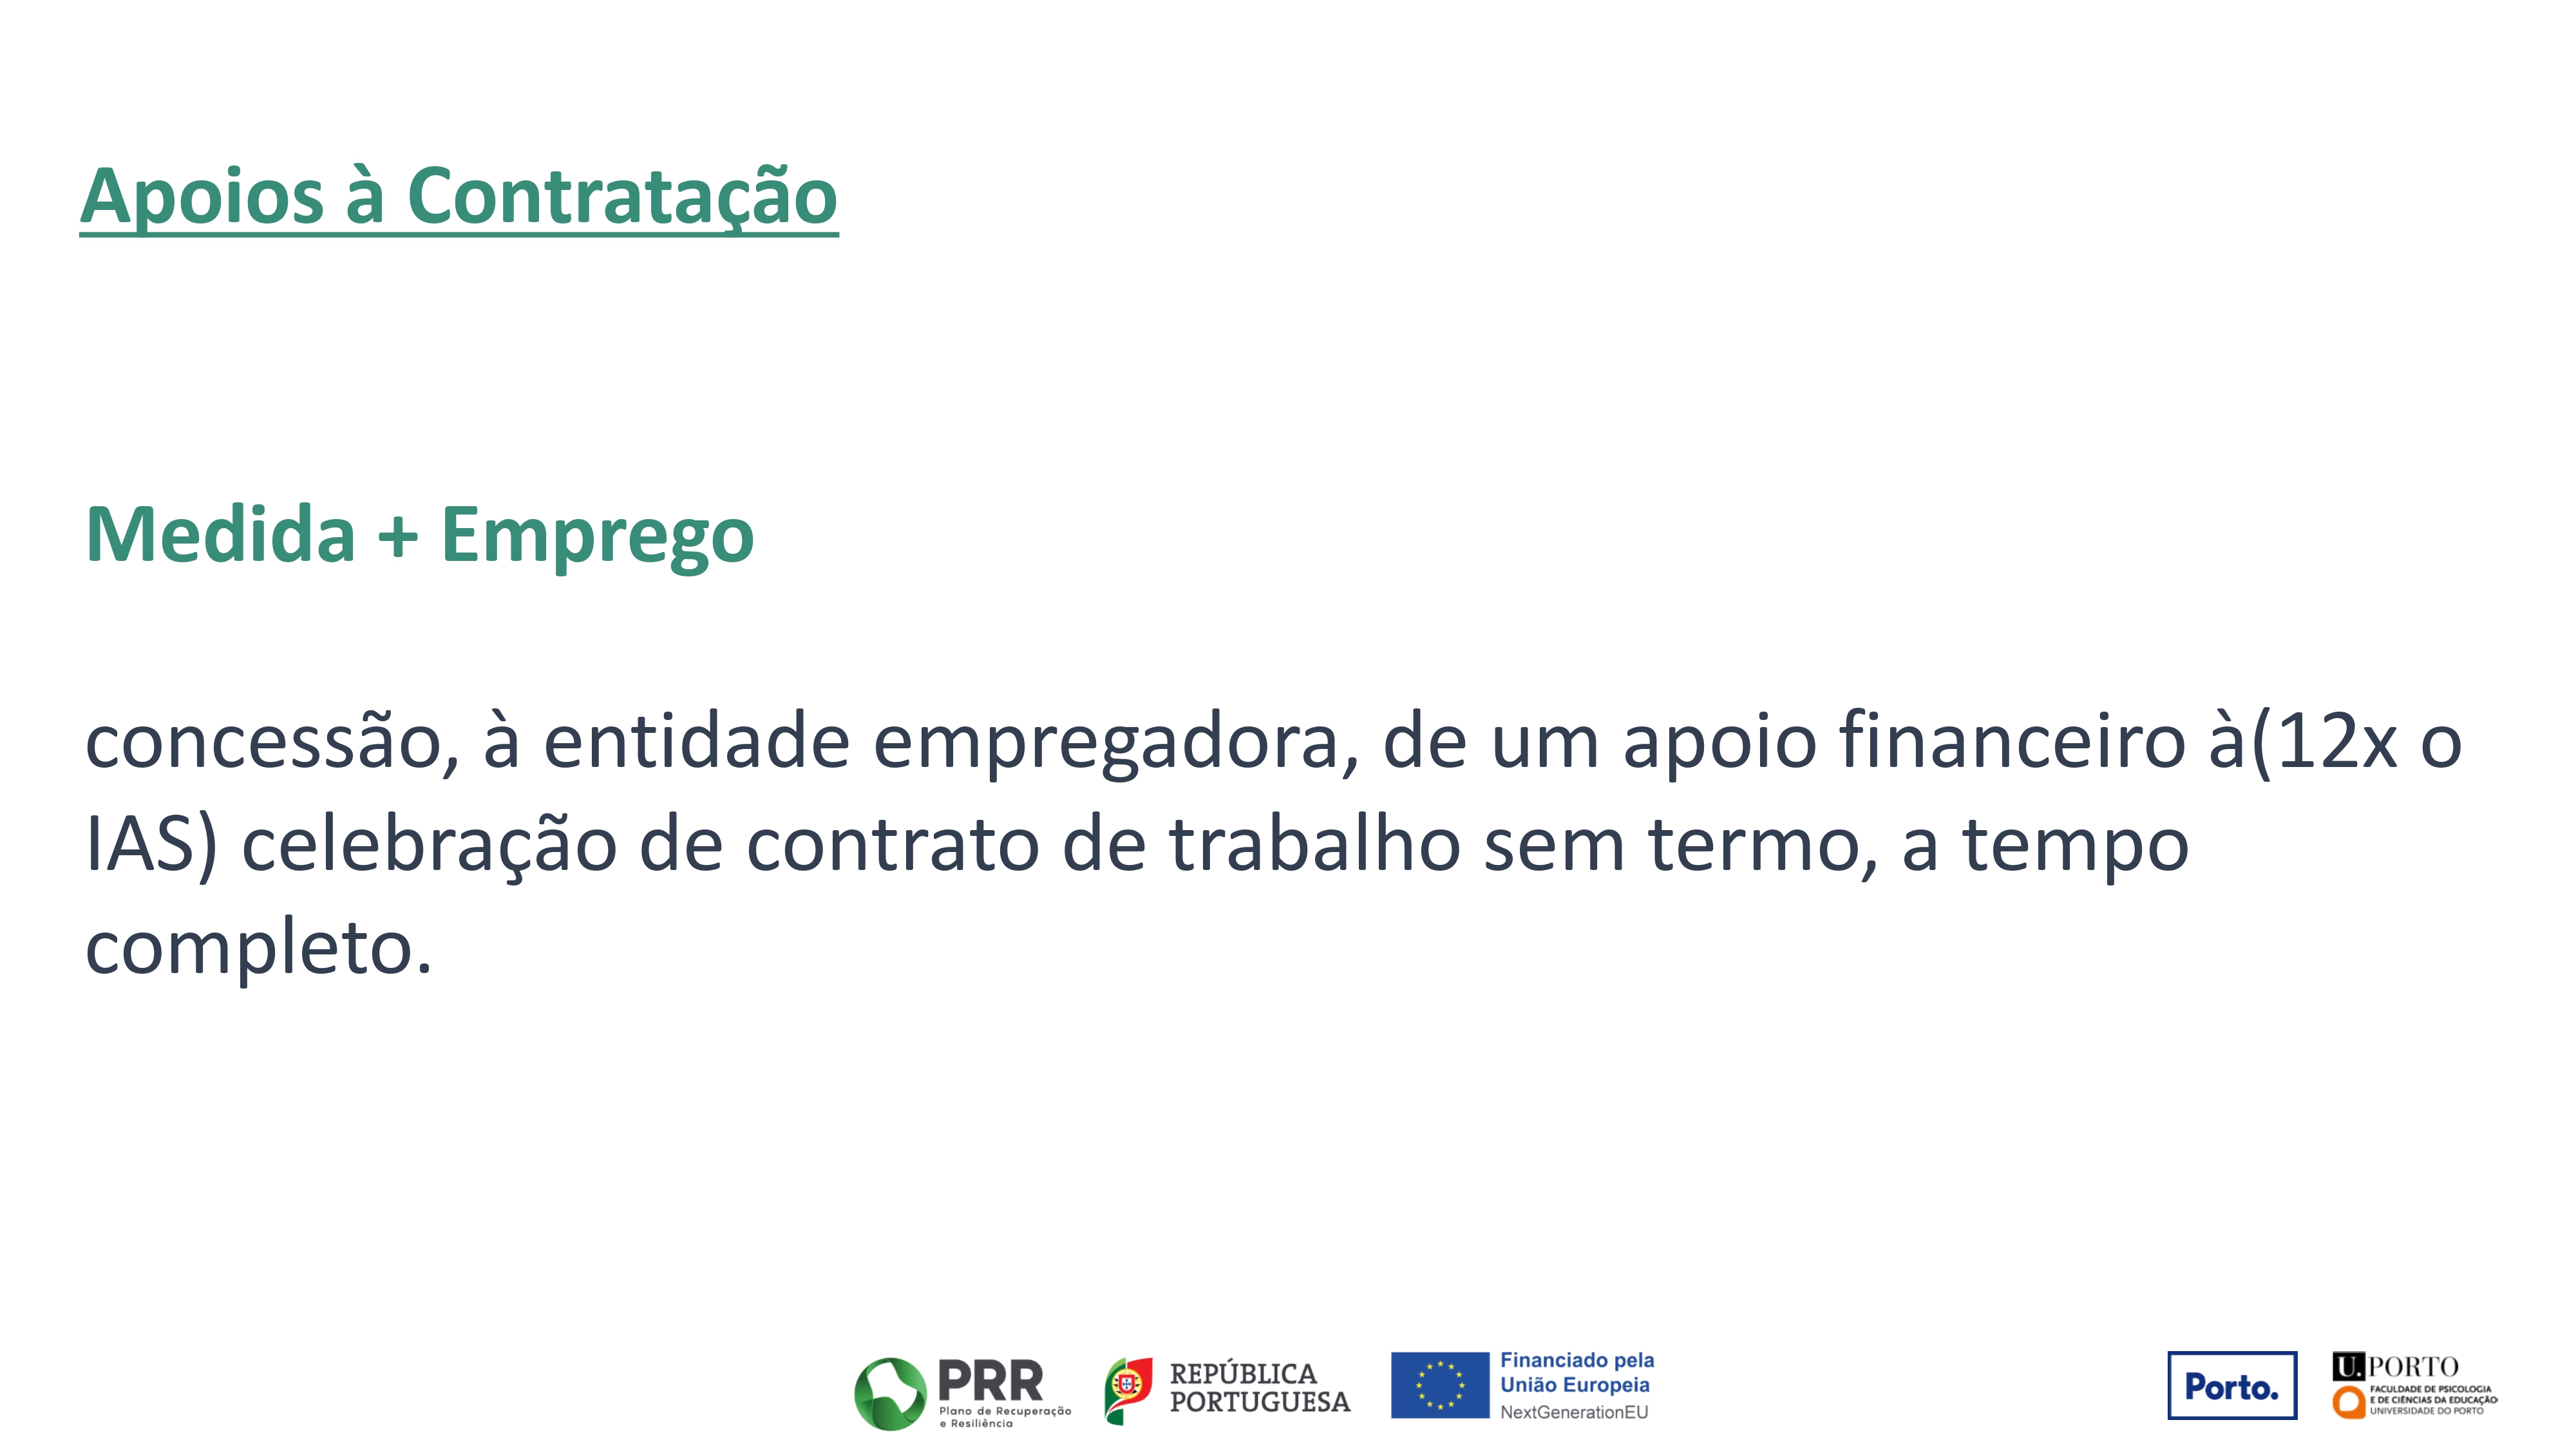 Apoios à Contratação
Medida + Emprego
concessão, à entidade empregadora, de um apoio financeiro à(12x o
IAS) celebração de contrato de trabalho sem termo, a tempo
completo.
PRR
Plano de Recuperação
e Resiliência
REPÚBLICA
PORTUGUESA
Financiado pela
União Europeia
NextGenerationEU
Porto.
U.PORTO
FACULDADE DE PSICOLOGIA
E DE CIÊNCIAS DA EDUCAÇÃO
UNIVERSIDADE DO PORTO